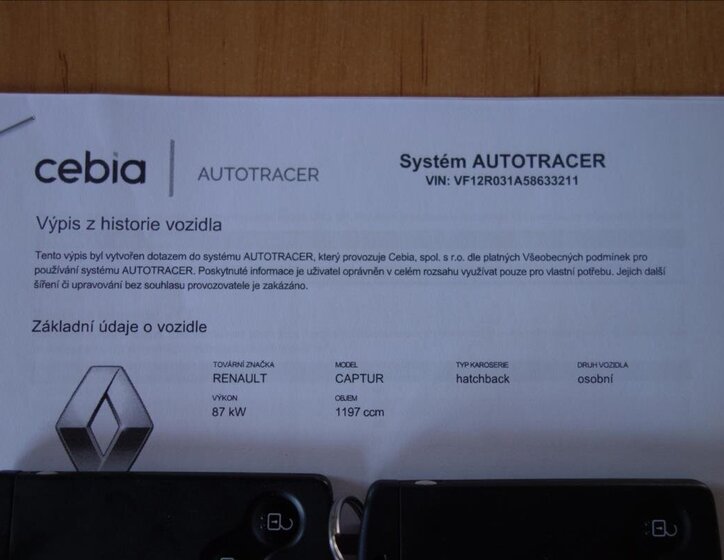 cebia AUTOTRACER
Systém AUTOTRACER
VIN: VF12R031A58633211
Výpis z historie vozidla
Tento výpis byl vytvořen dotazem do systému AUTOTRACER, který provozuje Cebia, spol. s r.o. dle platných Všeobecných podmínek pro
používání systému AUTOTRACER. Poskytnuté informace je uživatel oprávněn v celém rozsahu využívat pouze pro vlastní potřebu. Jejich další
šíření či upravování bez souhlasu provozovatele je zakázáno.
Základní údaje o vozidle
TOVÁRNÍ ZNAČKA MODEL TYP KAROSERIE DRUH VOZIDLA
RENAULT CAPTUR hatchback osobní
VÝKON OBJEM
87 kW 1197 ccm